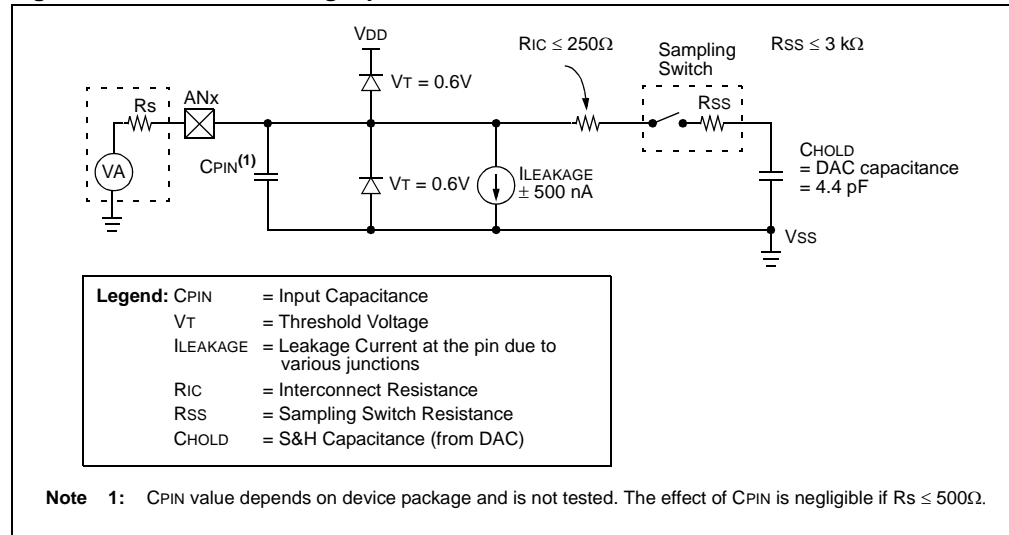 VDD
RIC ≤ 250Ω
Sampling
Switch
RSS ≤ 3 kΩ
VT = 0.6V
Rs
ANx
RSS
VA
CPIN(1)
VT = 0.6V
ILEAKAGE
± 500 nA
CHOLD
= DAC capacitance
= 4.4 pF
VSS
Legend: CPIN = Input Capacitance
VT = Threshold Voltage
ILEAKAGE = Leakage Current at the pin due to
various junctions
RIC = Interconnect Resistance
RSS = Sampling Switch Resistance
CHOLD = S&H Capacitance (from DAC)
Note 1: CPIN value depends on device package and is not tested. The effect of CPIN is negligible if Rs ≤ 500Ω.